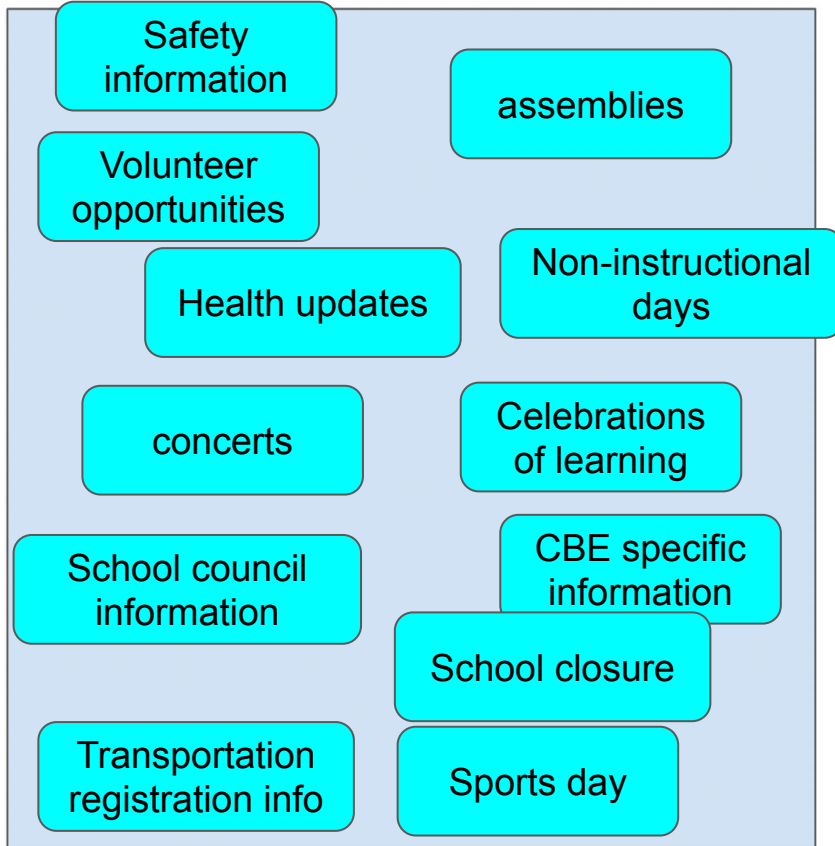 Safety
information
assemblies
Volunteer
opportunities
Non-instructional
days
Health updates
concerts
Celebrations
of learning
CBE specific
information
School council
information
School closure
Transportation
registration info
Sports day